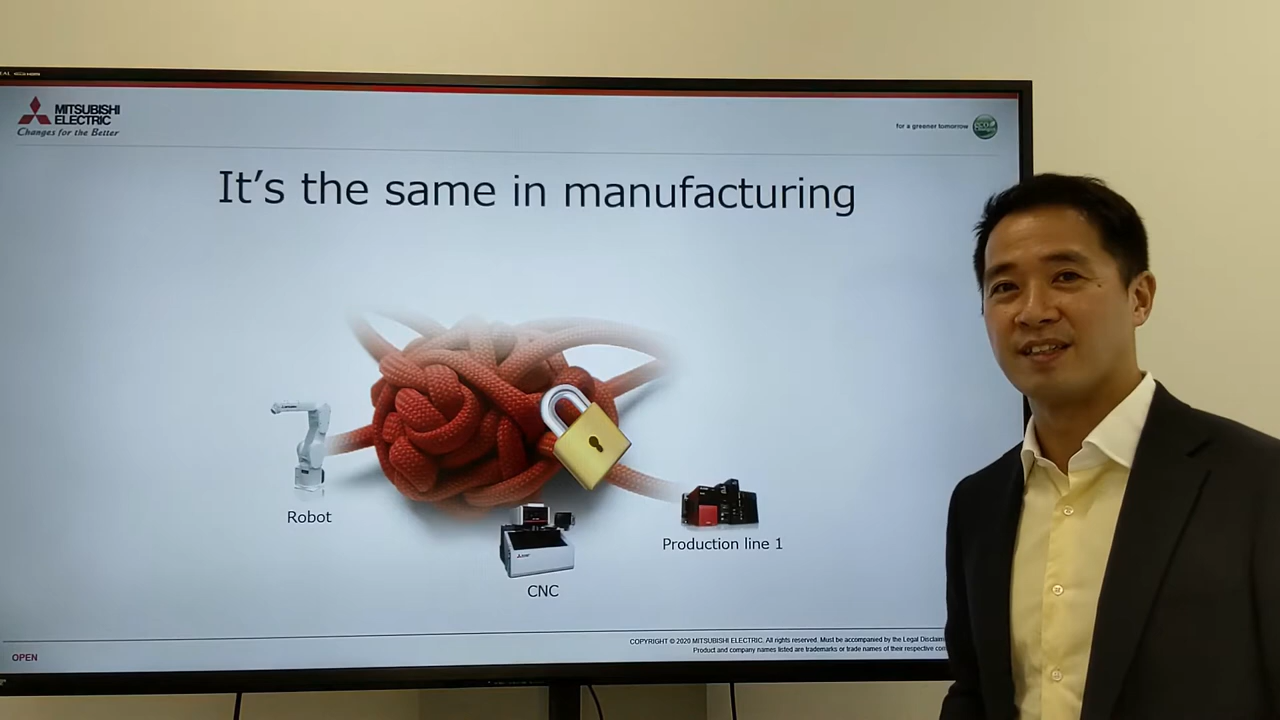 MITSUBISHI
ELECTRIC
Changes for the Better
for a greener tomorrow
eco
It's the same in manufacturing
Robot
CNC
Production line 1
COPYRIGHT © 2020 MITSUBISHI ELECTRIC. All rights reserved. Must be accompanied by the Legal Disclaim
Product and company names listed are trademarks or trade names of their respective com
OPEN